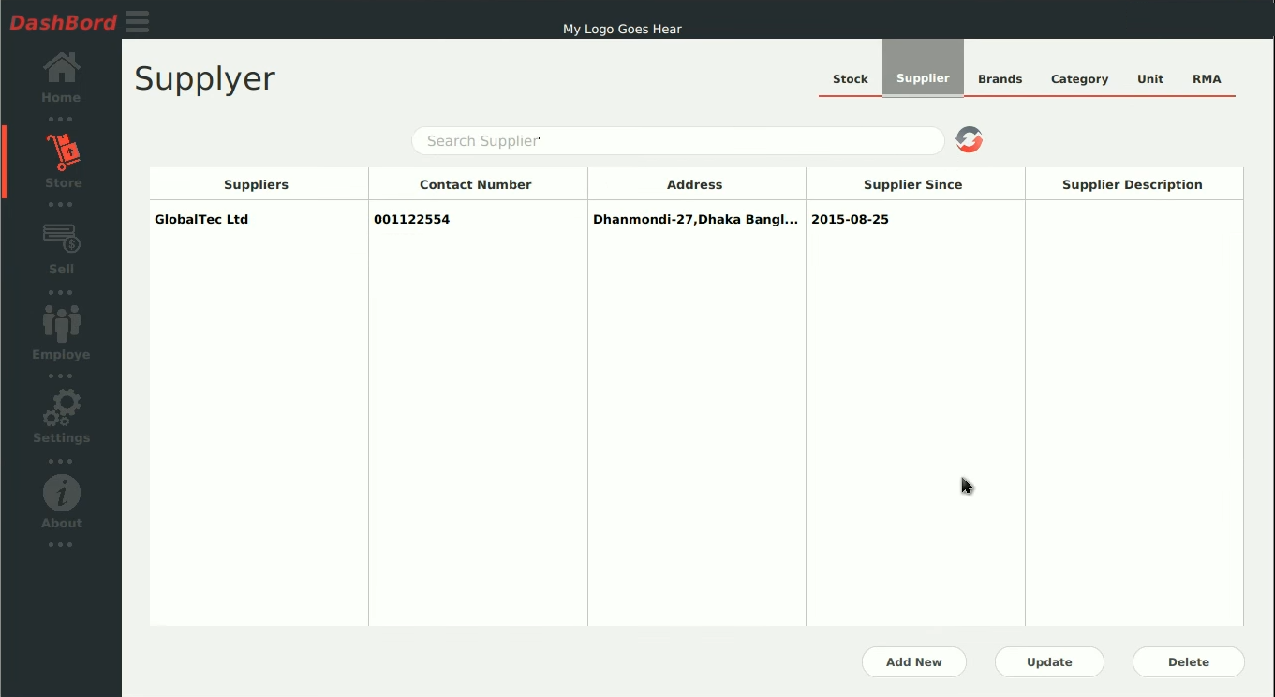 DashBord
My Logo Goes Hear
Home
Store
Sell
Employe
Settings
About
Supplyer
Stock Supplier Brands Category Unit RMA
Search Supplier
Suppliers Contact Number Address Supplier Since Supplier Description
GlobalTec Ltd 001122554 Dhanmondi-27,Dhaka Bangl... 2015-08-25
Add New Update Delete